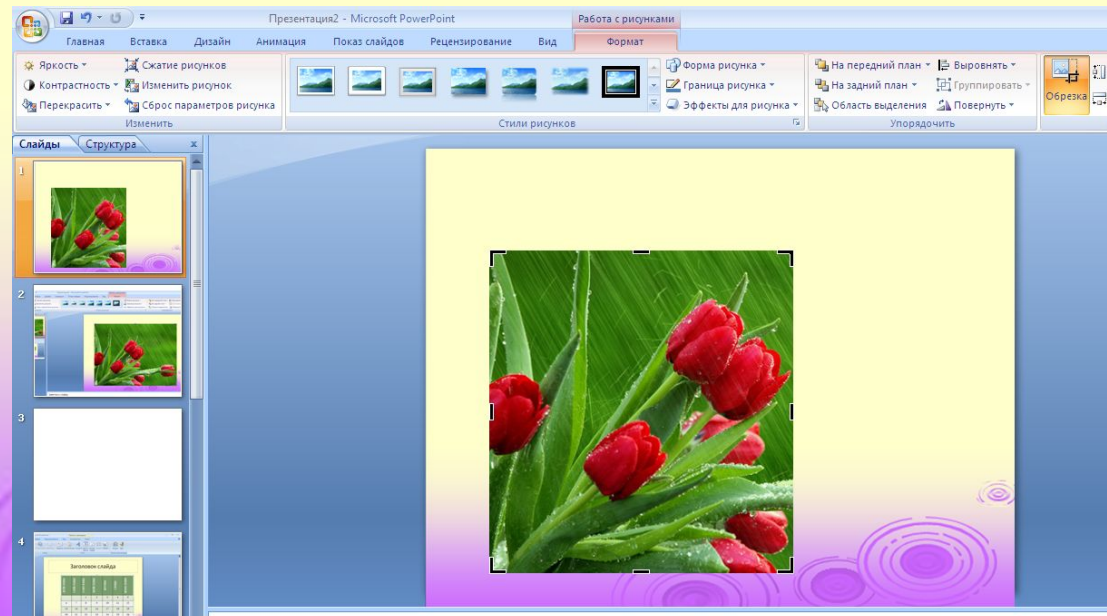 Презентация2 - Microsoft PowerPoint
Работа с рисунками
Главная Вставка Дизайн Анимация Показ слайдов Рецензирование Вид Формат
Яркость Сжатие рисунков
Контрастность Изменить рисунок
Перекрасить Сброс параметров рисунка
Изменить
Стили рисунков
Форма рисунка
Граница рисунка
Эффекты для рисунка
На передний план Выровнять
На задний план Группировать
Область выделения Повернуть
Упорядочить
Обрезка
Слайды Структура
1
2
3
4
Заголовок слайда